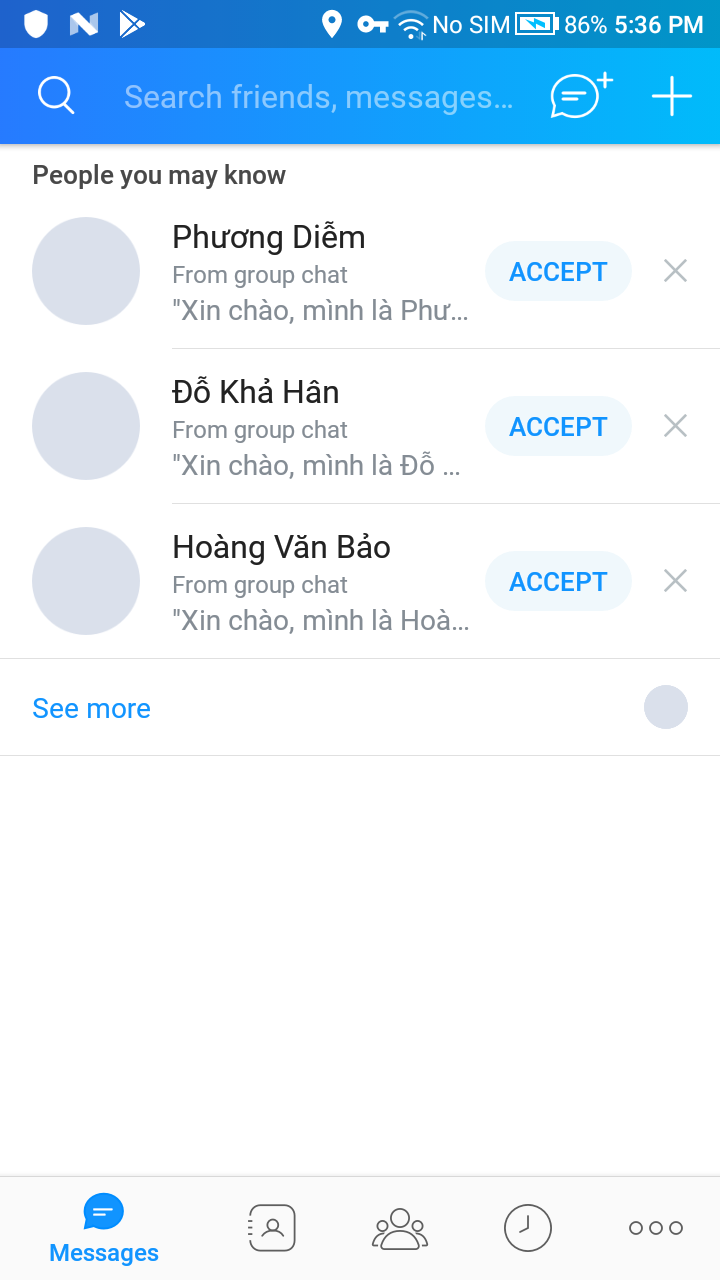 No SIM 86% 5:36 PM
Search friends, messages...
People you may know
Phương Diễm
From group chat
"Xin chào, mình là Phư...
ACCEPT
Đỗ Khả Hân
From group chat
"Xin chào, mình là Đỗ ...
ACCEPT
Hoàng Văn Bảo
From group chat
"Xin chào, mình là Hoà...
ACCEPT
See more
Messages